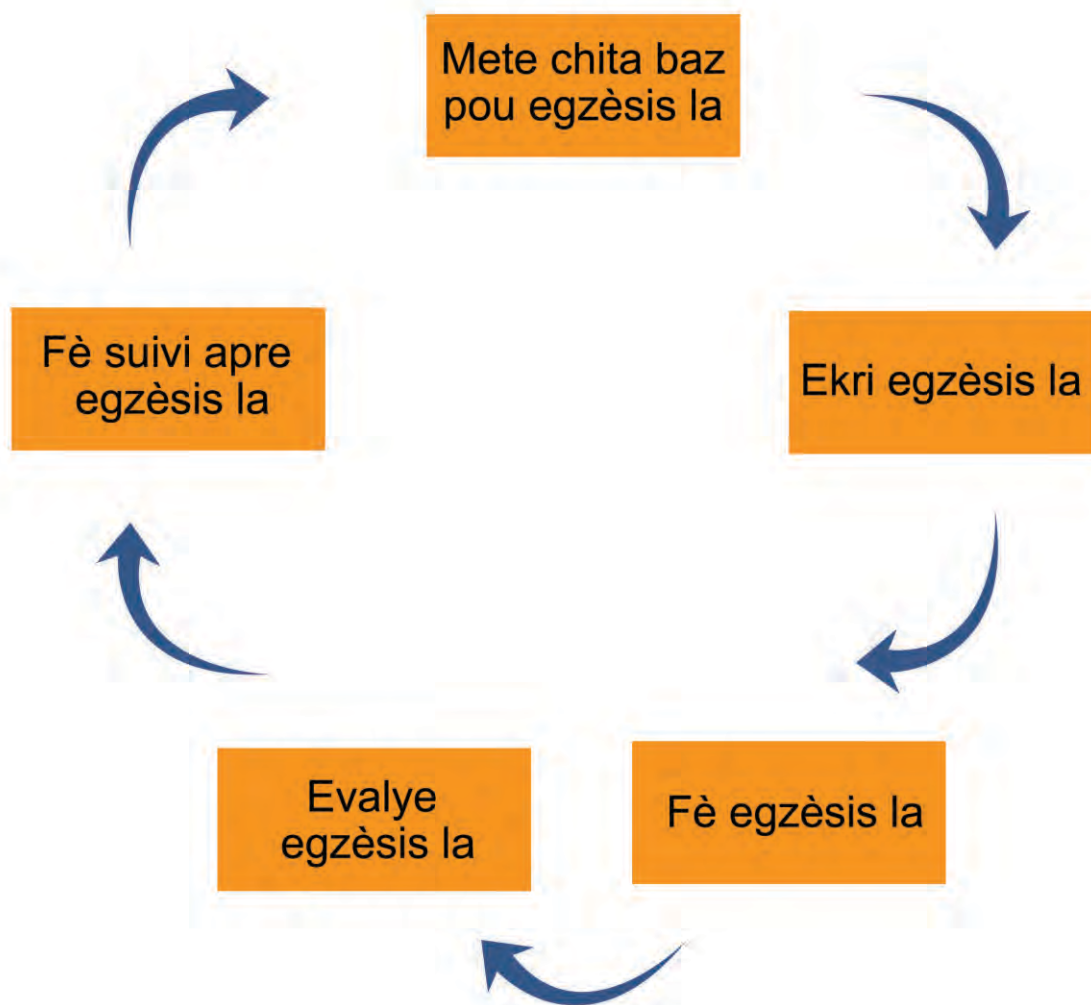 Mete chita baz
pou egzèsis la
Ekri egzèsis la
Fè egzèsis la
Evalye
egzèsis la
Fè suivi apre
egzèsis la